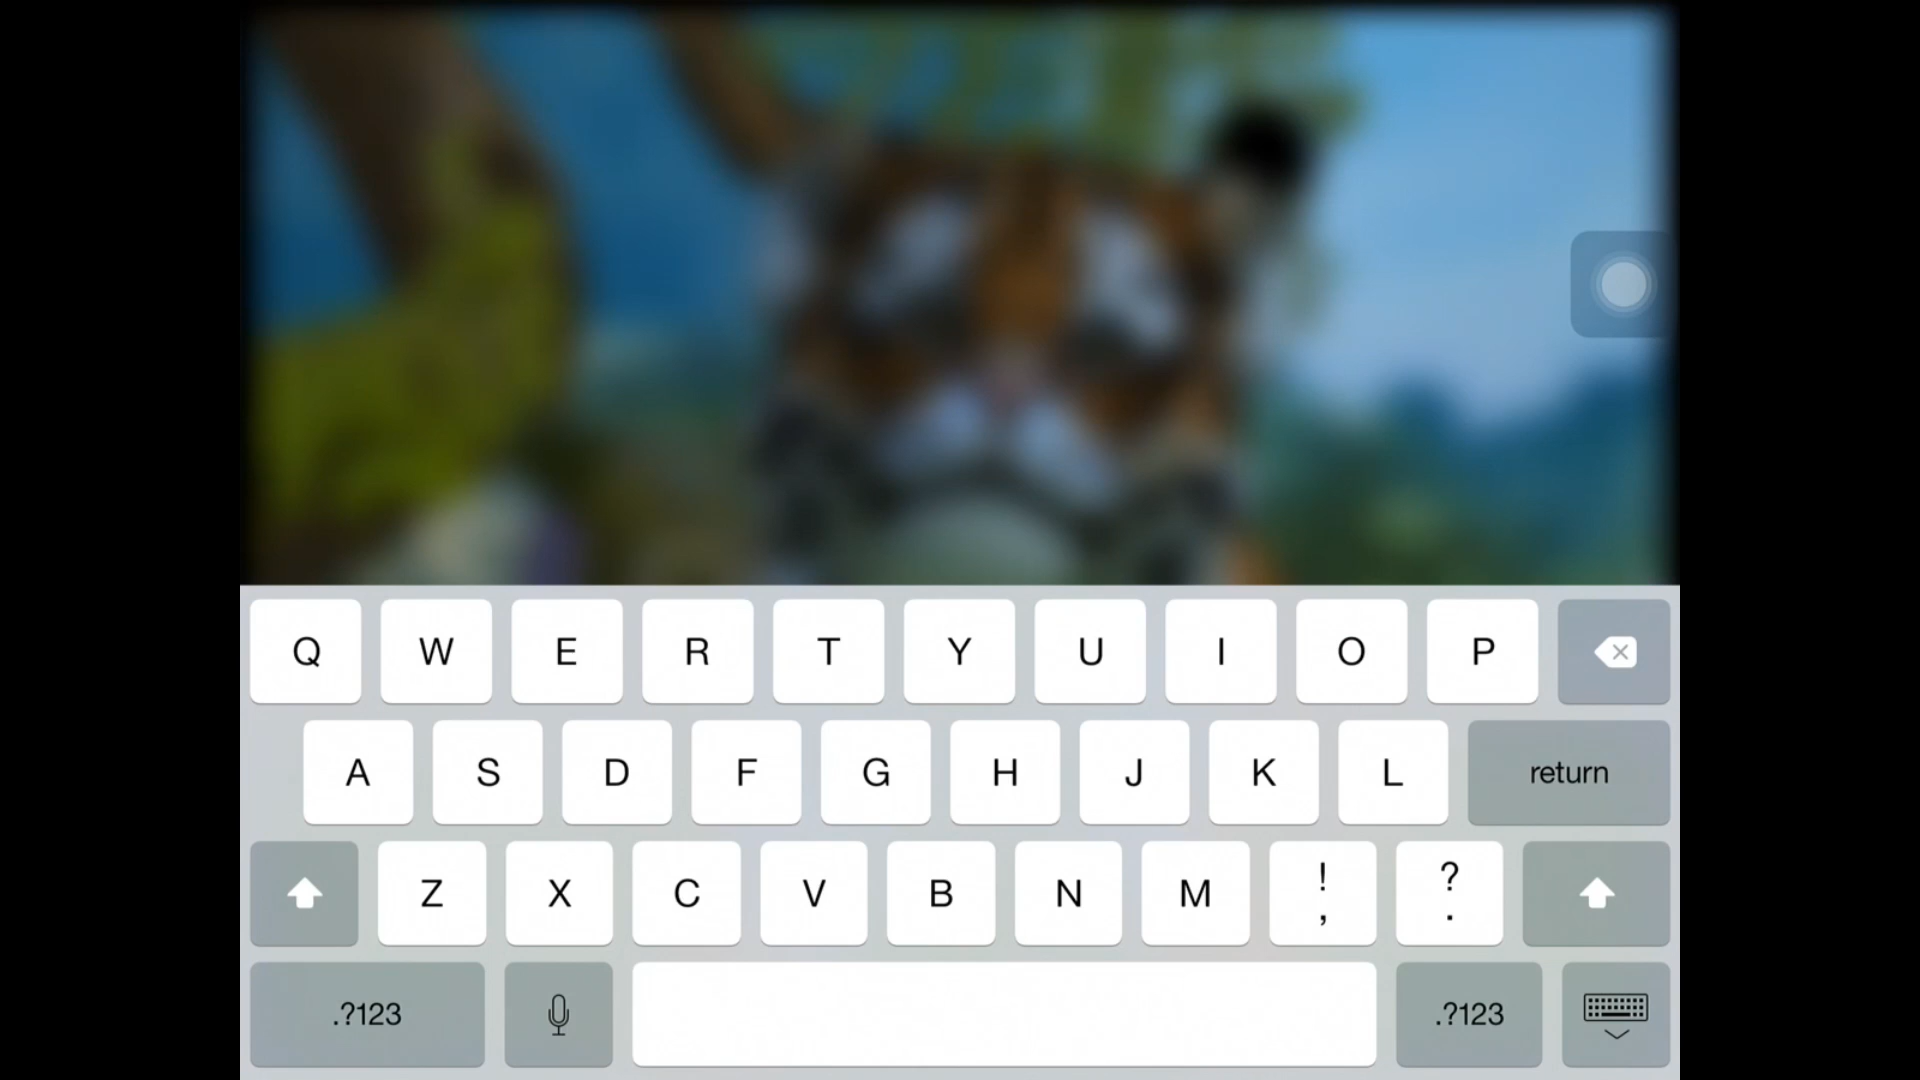 Q W E R T Y U I O P
A S D F G H J K L return
Z X C V B N M ! , ? .
.?123 .?123